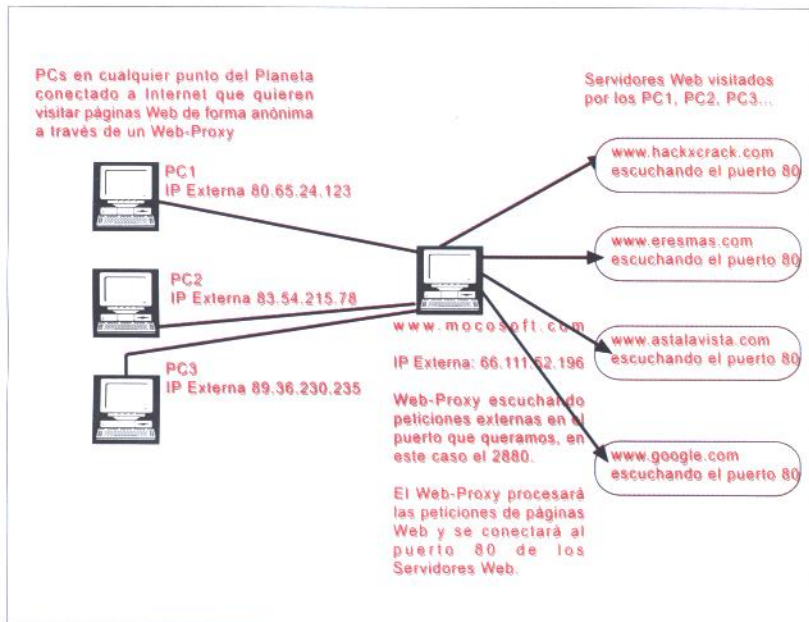 PCs en cualquier punto del Planeta
conectado a Internet que quieren
visitar páginas Web de forma anónima
a través de un Web-Proxy
PC1
IP Externa 80.65.24.123
PC2
IP Externa 83.54.215.78
PC3
IP Externa 89.36.230.235
www.mocosoft.com
IP Externa: 66.111.52.196
Web-Proxy escuchando
peticiones externas en el
puerto que queramos, en
este caso el 2880.
El Web-Proxy procesará
las peticiones de páginas
Web y se conectará al
puerto 80 de los
Servidores Web.
Servidores Web visitados
por los PC1, PC2, PC3...
www.hackxcrack.com
escuchando el puerto 80
www.eresmas.com
escuchando el puerto 80
www.astalavista.com
escuchando el puerto 80
www.google.com
escuchando el puerto 80